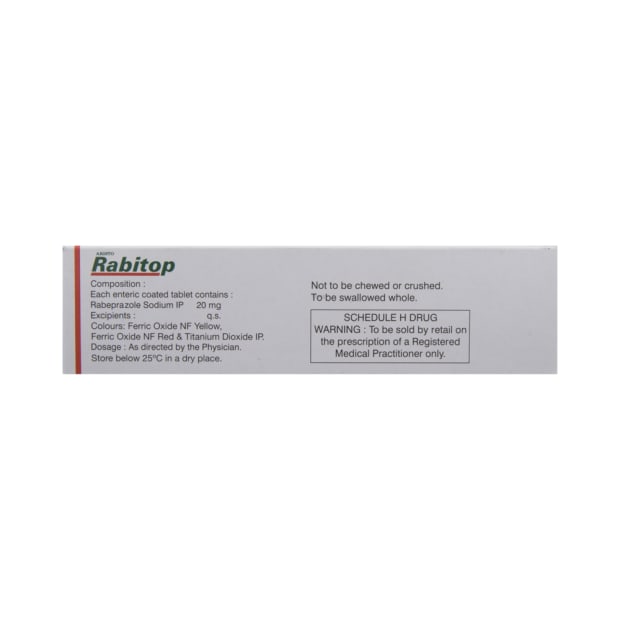 ARISTO
Rabitop
Composition :
Each enteric coated tablet contains :
Rabeprazole Sodium IP 20 mg
Excipients : q.s.
Colours: Ferric Oxide NF Yellow,
Ferric Oxide NF Red & Titanium Dioxide IP.
Dosage : As directed by the Physician.
Store below 25°C in a dry place.
Not to be chewed or crushed.
To be swallowed whole.
SCHEDULE H DRUG
WARNING : To be sold by retail on
the prescription of a Registered
Medical Practitioner only.